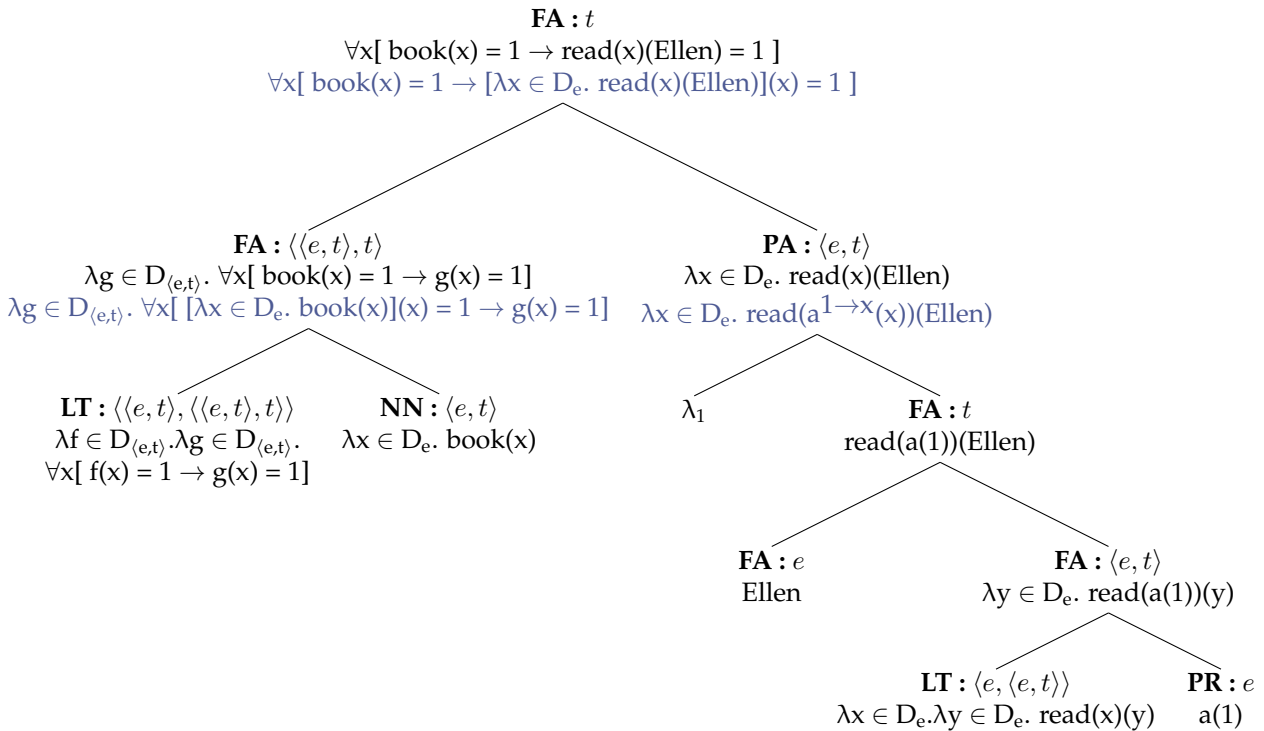 FA : t
∀x[ book(x) = 1 → read(x)(Ellen) = 1 ]
∀x[ book(x) = 1 → [λx ∈ Dₑ. read(x)(Ellen)](x) = 1 ]
FA : ⟨⟨e, t⟩, t⟩
λg ∈ D⟨e,t⟩. ∀x[ book(x) = 1 → g(x) = 1]
λg ∈ D⟨e,t⟩. ∀x[ [λx ∈ Dₑ. book(x)](x) = 1 → g(x) = 1]
PA : ⟨e, t⟩
λx ∈ Dₑ. read(x)(Ellen)
λx ∈ Dₑ. read(a^1→x(x))(Ellen)
LT : ⟨⟨e, t⟩, ⟨⟨e, t⟩, t⟩⟩
λf ∈ D⟨e,t⟩.λg ∈ D⟨e,t⟩.
∀x[ f(x) = 1 → g(x) = 1]
NN : ⟨e, t⟩
λx ∈ Dₑ. book(x)
λ₁
FA : t
read(a(1))(Ellen)
FA : e
Ellen
FA : ⟨e, t⟩
λy ∈ Dₑ. read(a(1))(y)
LT : ⟨e, ⟨e, t⟩⟩
λx ∈ Dₑ.λy ∈ Dₑ. read(x)(y)
PR : e
a(1)